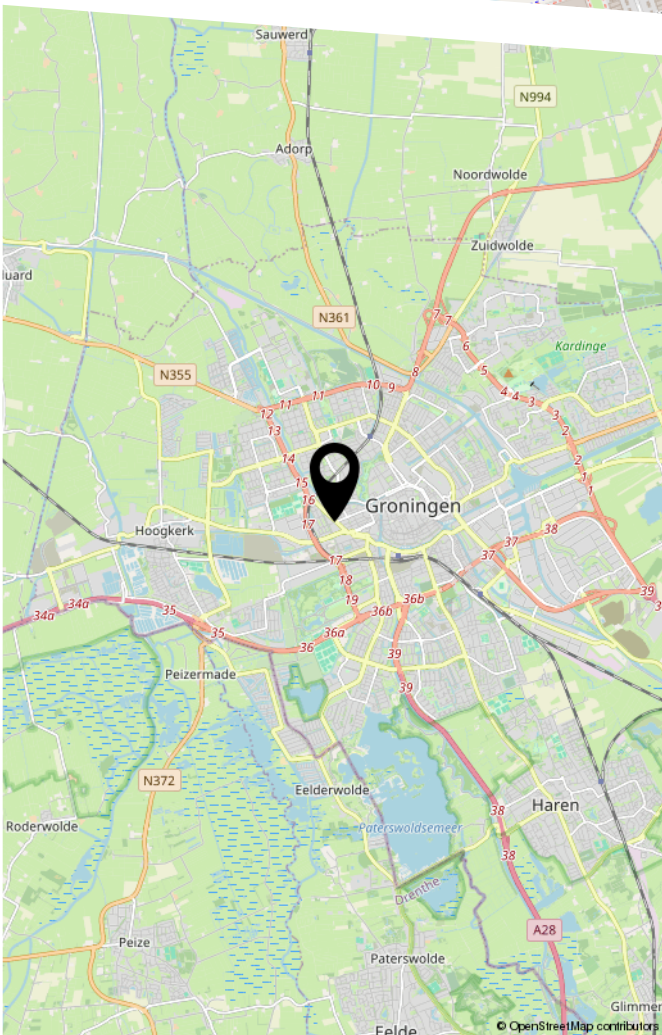 Sauwerd
N994
Adorp
Noordwolde
Zuidwolde
N361
7
7
6
Kardinge
8
5
N355
4
4
3
10
9
11
11
12
3
13
2
14
2
15
1
16
1
Groningen
17
38
Hoogkerk
37
37
17
18
39
34a
34a
19
36b
36b
35
35
36a
36
39
Peizermade
39
N372
Eelderwolde
38
Haren
Roderwolde
Paterswoldsemeer
38
Drenthe
A28
Peize
Paterswolde
© OpenStreetMap contributors